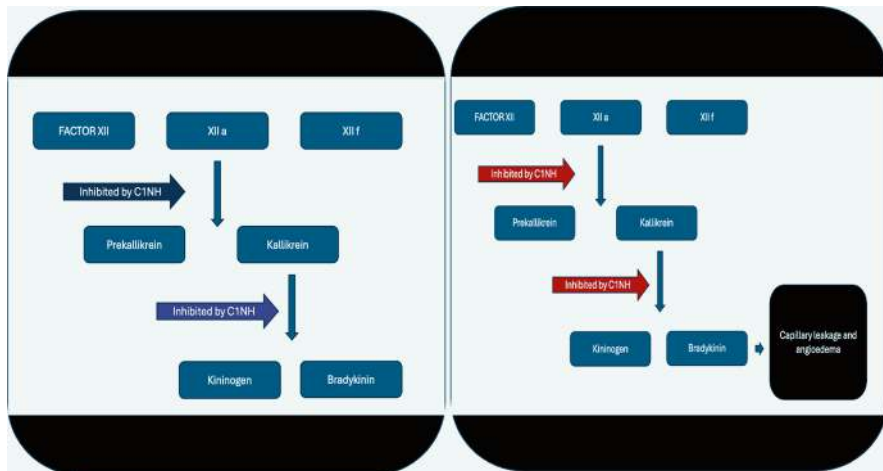 FACTOR XII
XII a
XII f
Inhibited by C1NH
Prekallikrein
Kallikrein
Inhibited by C1NH
Kininogen
Bradykinin
FACTOR XII
XII a
XII f
Inhibited by C1NH
Prekallikrein
Kallikrein
Inhibited by C1NH
Kininogen
Bradykinin
Capillary leakage and
angioedema